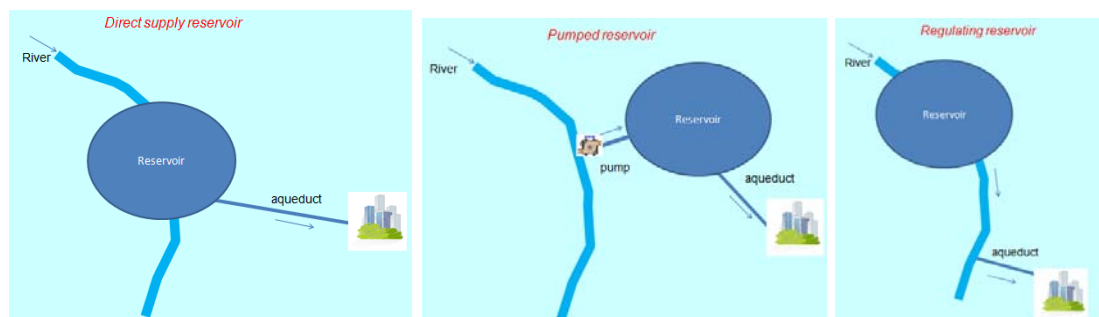 Direct supply reservoir
River
Reservoir
aqueduct
Pumped reservoir
River
Reservoir
pump
aqueduct
Regulating reservoir
River
Reservoir
aqueduct